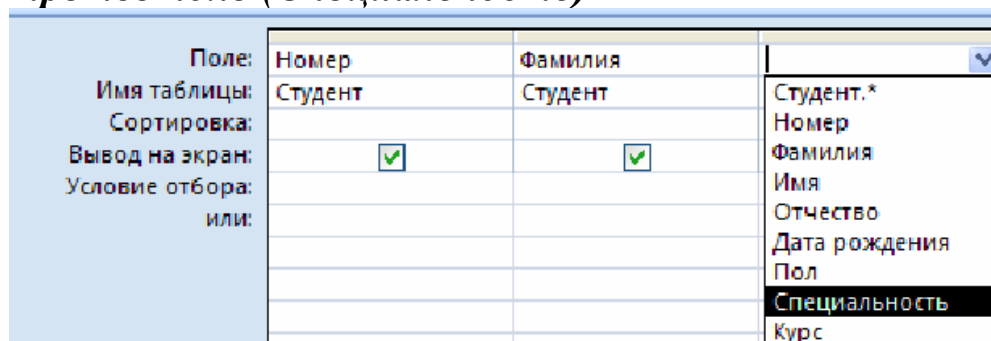 (Специальность)
Поле: Номер Фамилия
Имя таблицы: Студент Студент Студент.*
Сортировка: Номер
Вывод на экран: Фамилия
Условие отбора: Имя
или: Отчество
Дата рождения
Пол
Специальность
Курс